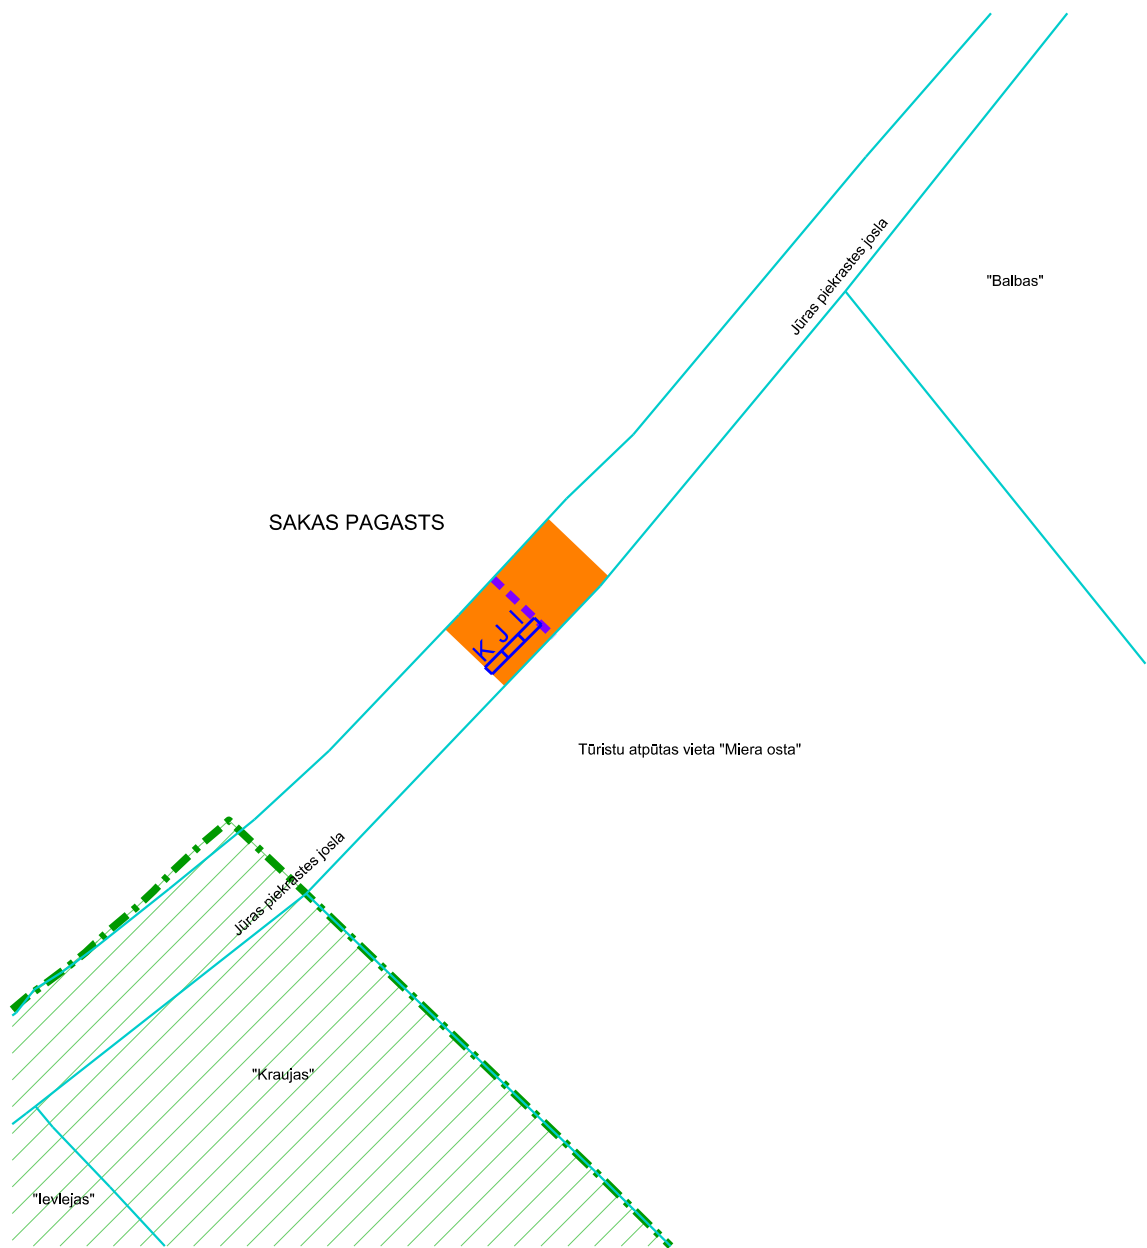 Jūras piekrastes josla
"Balbas"
SAKAS PAGASTS
K J I
Tūristu atpūtas vieta "Miera osta"
Jūras piekrastes josla
"Kraujas"
"Ievlejas"